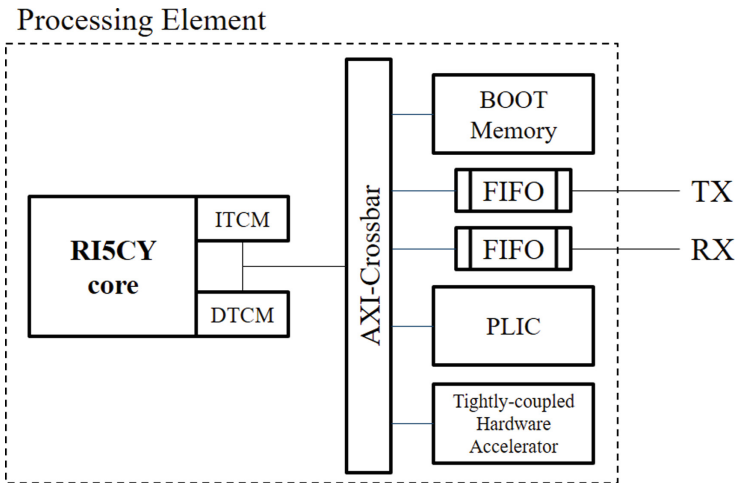 Processing Element
BOOT
Memory
FIFO
TX
ITCM
RI5CY
core
DTCM
AXI-Crossbar
FIFO
RX
PLIC
Tightly-coupled
Hardware
Accelerator